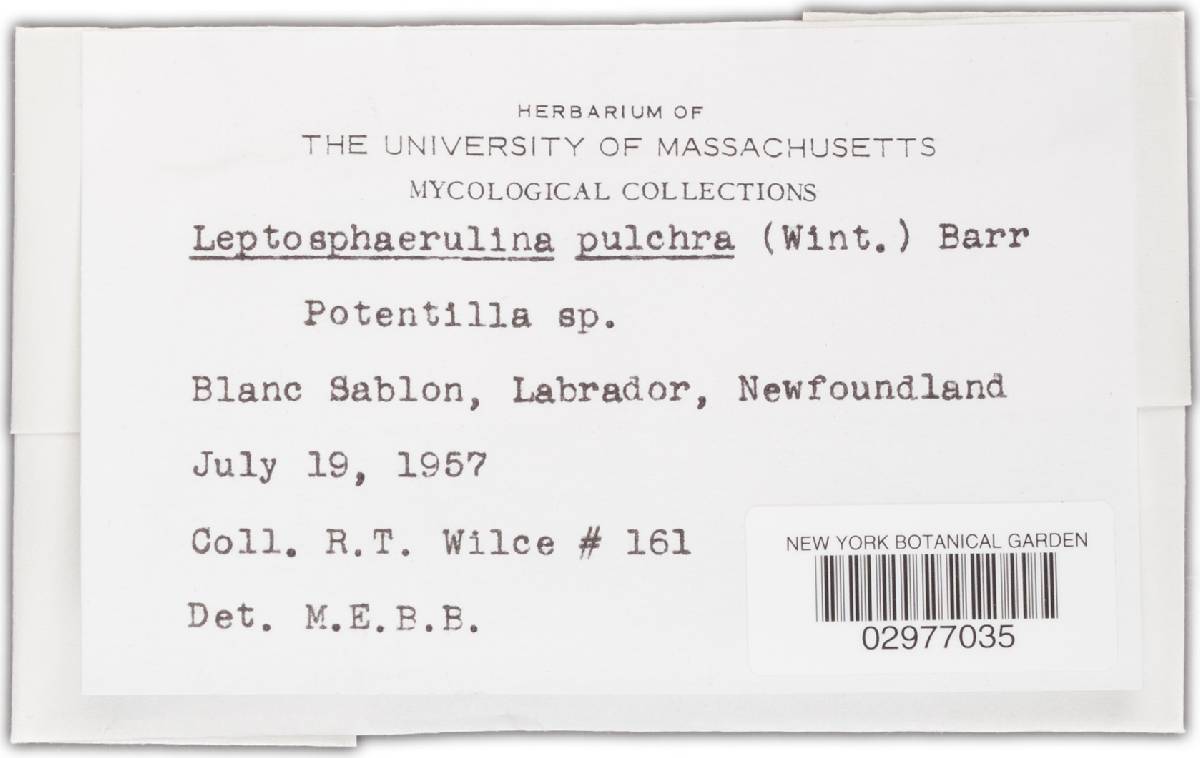 HERBARIUM OF
THE UNIVERSITY OF MASSACHUSETTS
MYCOLOGICAL COLLECTIONS
Leptosphaerulina pulchra (Wint.) Barr
Potentilla sp.
Blanc Sablon, Labrador, Newfoundland
July 19, 1957
Coll. R.T. Wilce # 161
Det. M.E.B.B.
NEW YORK BOTANICAL GARDEN
02977035